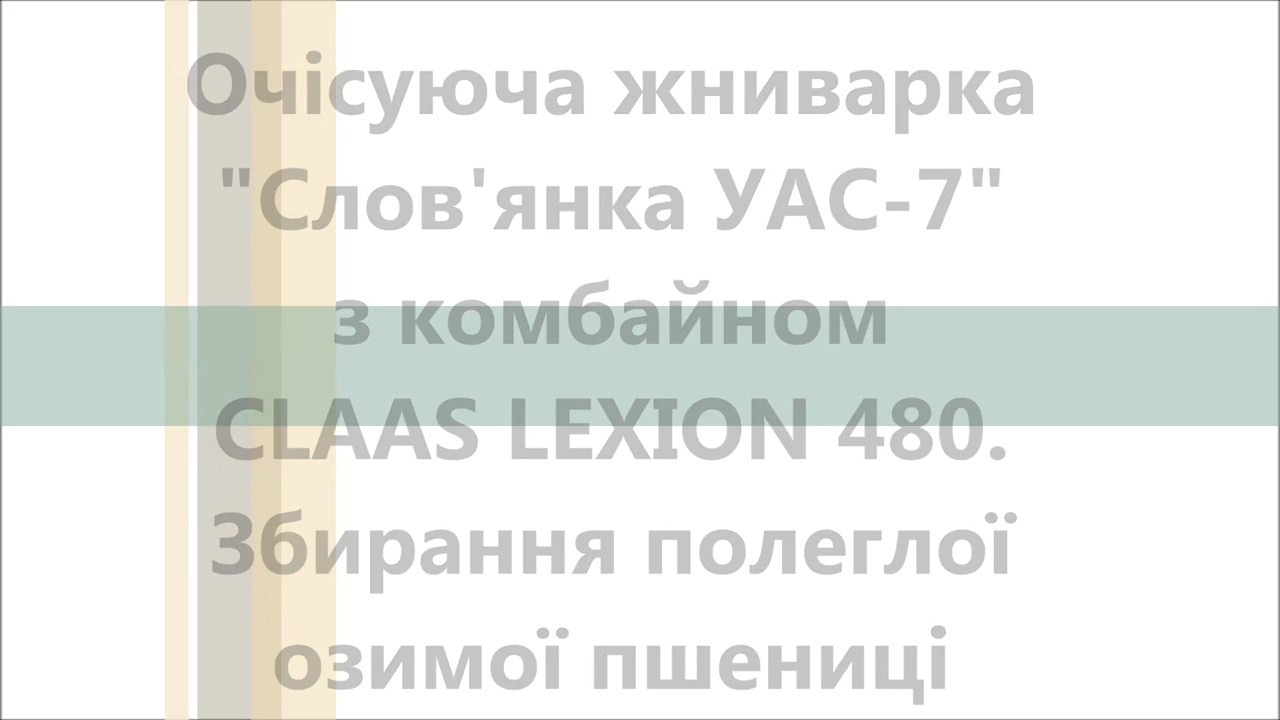 Очісуюча жниварка
"Слов'янка УАС-7"
з комбайном
CLAAS LEXION 480.
Збирання полеглої
озимої пшениці